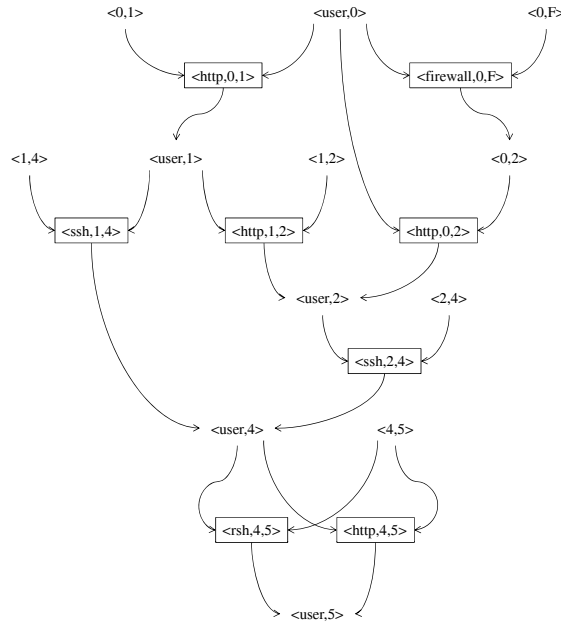 <0,1>
<user,0>
<0,F>
<http,0,1>
<firewall,0,F>
<1,4>
<user,1>
<1,2>
<0,2>
<ssh,1,4>
<http,1,2>
<http,0,2>
<user,2>
<2,4>
<ssh,2,4>
<user,4>
<4,5>
<rsh,4,5>
<http,4,5>
<user,5>